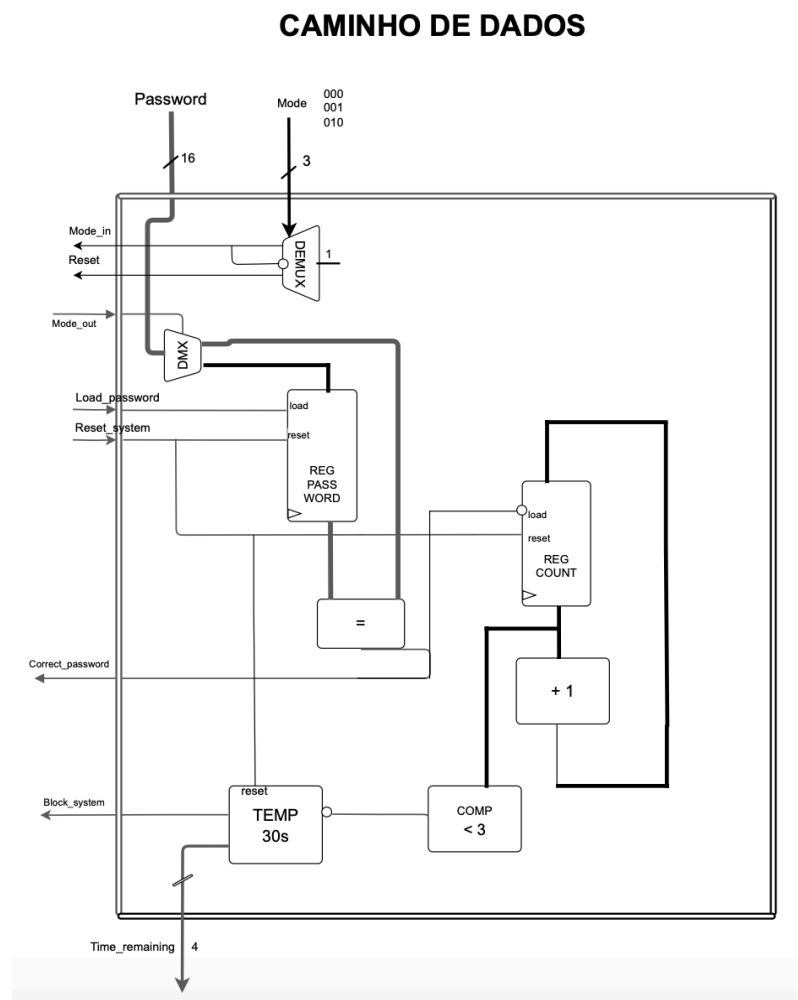 CAMINHO DE DADOS
Password
Mode
000
001
010
16
3
Mode_in
Reset
DEMUX
1
Mode_out
DMX
Load_password
load
Reset_system
reset
REG
PASS
WORD
load
reset
REG
COUNT
=
Correct_password
+ 1
reset
Block_system
TEMP
30s
COMP
< 3
Time_remaining
4